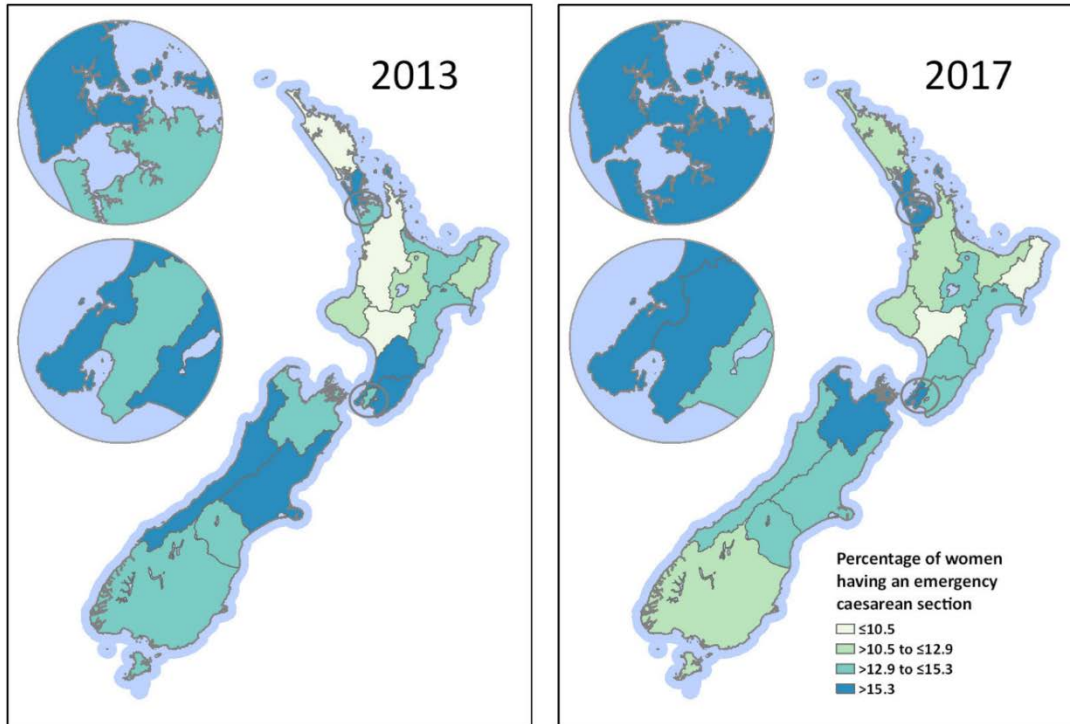 2013
2017
Percentage of women
having an emergency
caesarean section
≤10.5
>10.5 to ≤12.9
>12.9 to ≤15.3
>15.3